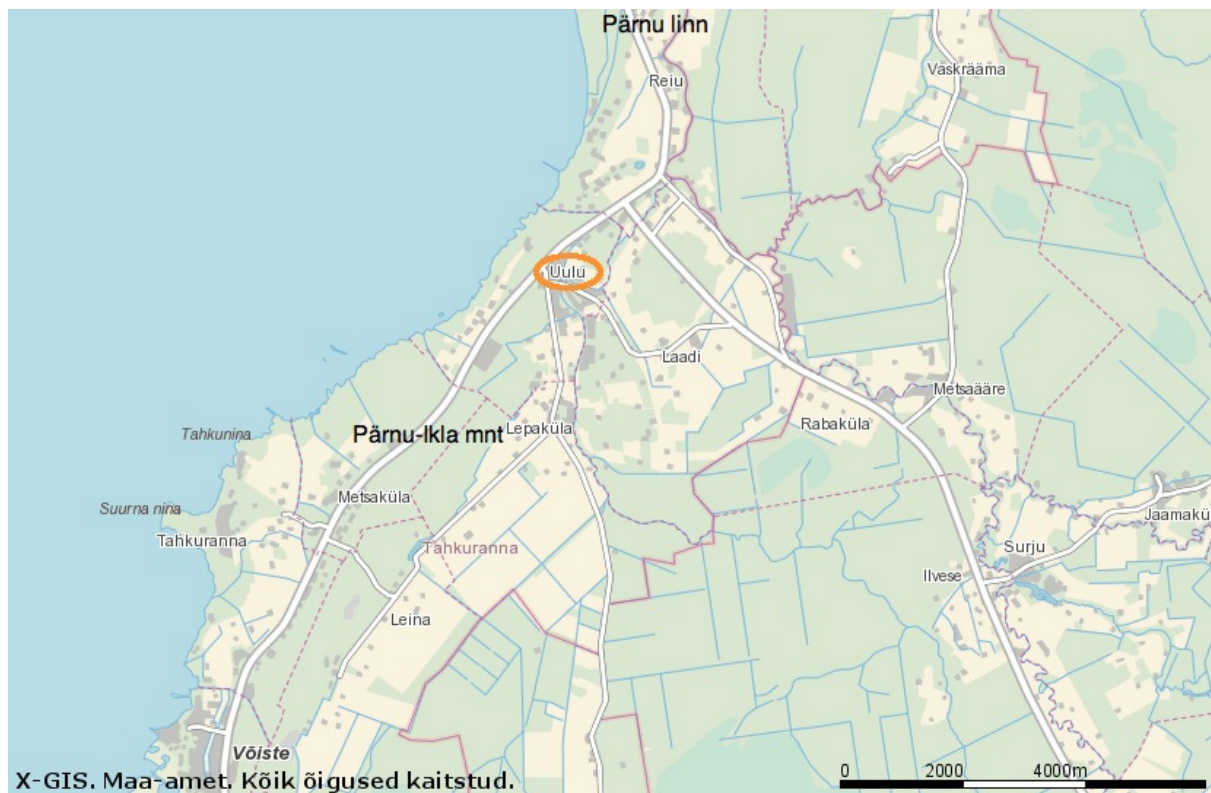 Pärnu linn
Reiu
Vaskrääma
Uulu
Laadi
Metsaääre
Rabaküla
Tahkunina
Pärnu-Ikla mnt
Lepaküla
Metsaküla
Suurna nina
Tahkuranna
Jaamakü
Surju
Tahkuranna
Ilvese
Leina
Võiste
X-GIS. Maa-amet. Kõik õigused kaitstud.
0 2000 4000m